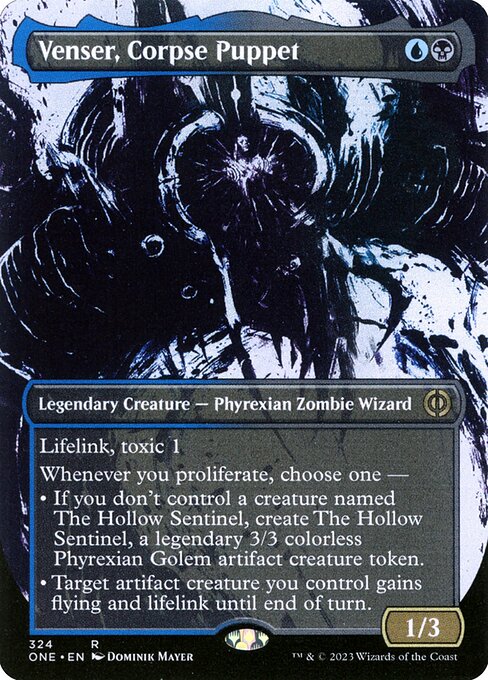 Venser, Corpse Puppet
Legendary Creature — Phyrexian Zombie Wizard
Lifelink, toxic 1
Whenever you proliferate, choose one —
• If you don't control a creature named
The Hollow Sentinel, create The Hollow
Sentinel, a legendary 3/3 colorless
Phyrexian Golem artifact creature token.
• Target artifact creature you control gains
flying and lifelink until end of turn.
1/3
324 R
ONE • EN Dominik Mayer
™ & © 2023 Wizards of the Coast